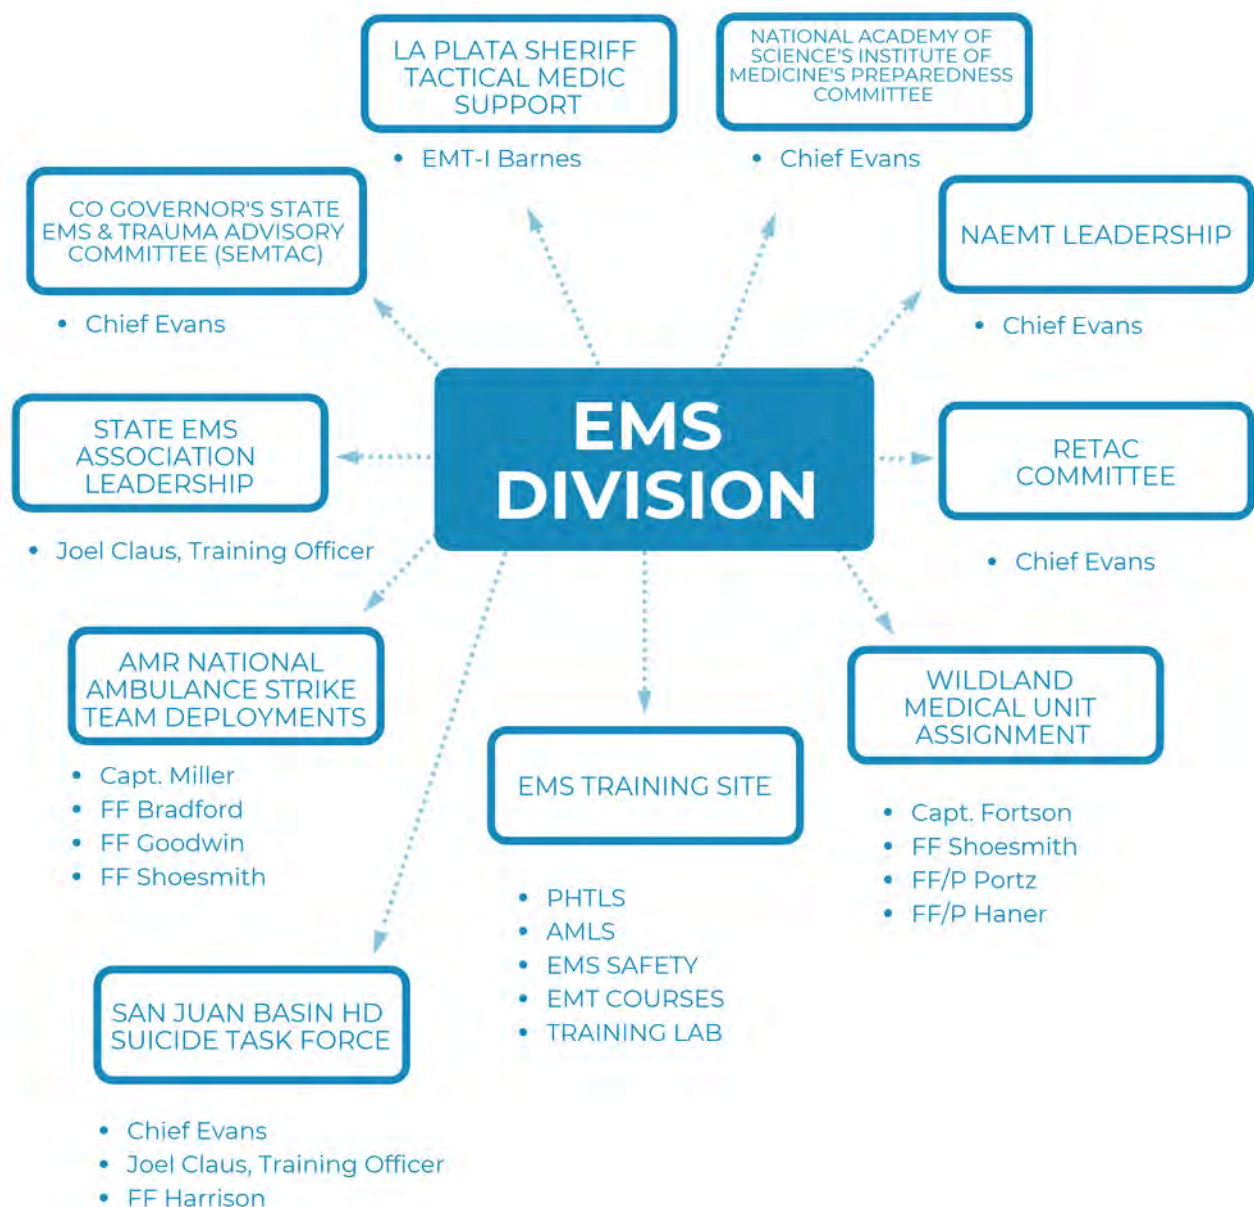 LA PLATA SHERIFF
TACTICAL MEDIC
SUPPORT
• EMT-I Barnes
NATIONAL ACADEMY OF
SCIENCE'S INSTITUTE OF
MEDICINE'S PREPAREDNESS
COMMITTEE
• Chief Evans
CO GOVERNOR'S STATE
EMS & TRAUMA ADVISORY
COMMITTEE (SEMTAC)
• Chief Evans
NAEMT LEADERSHIP
• Chief Evans
EMS
DIVISION
STATE EMS
ASSOCIATION
LEADERSHIP
• Joel Claus, Training Officer
RETAC
COMMITTEE
• Chief Evans
AMR NATIONAL
AMBULANCE STRIKE
TEAM DEPLOYMENTS
• Capt. Miller
• FF Bradford
• FF Goodwin
• FF Shoesmith
WILDLAND
MEDICAL UNIT
ASSIGNMENT
• Capt. Fortson
• FF Shoesmith
• FF/P Portz
• FF/P Haner
EMS TRAINING SITE
• PHTLS
• AMLS
• EMS SAFETY
• EMT COURSES
• TRAINING LAB
SAN JUAN BASIN HD
SUICIDE TASK FORCE
• Chief Evans
• Joel Claus, Training Officer
• FF Harrison